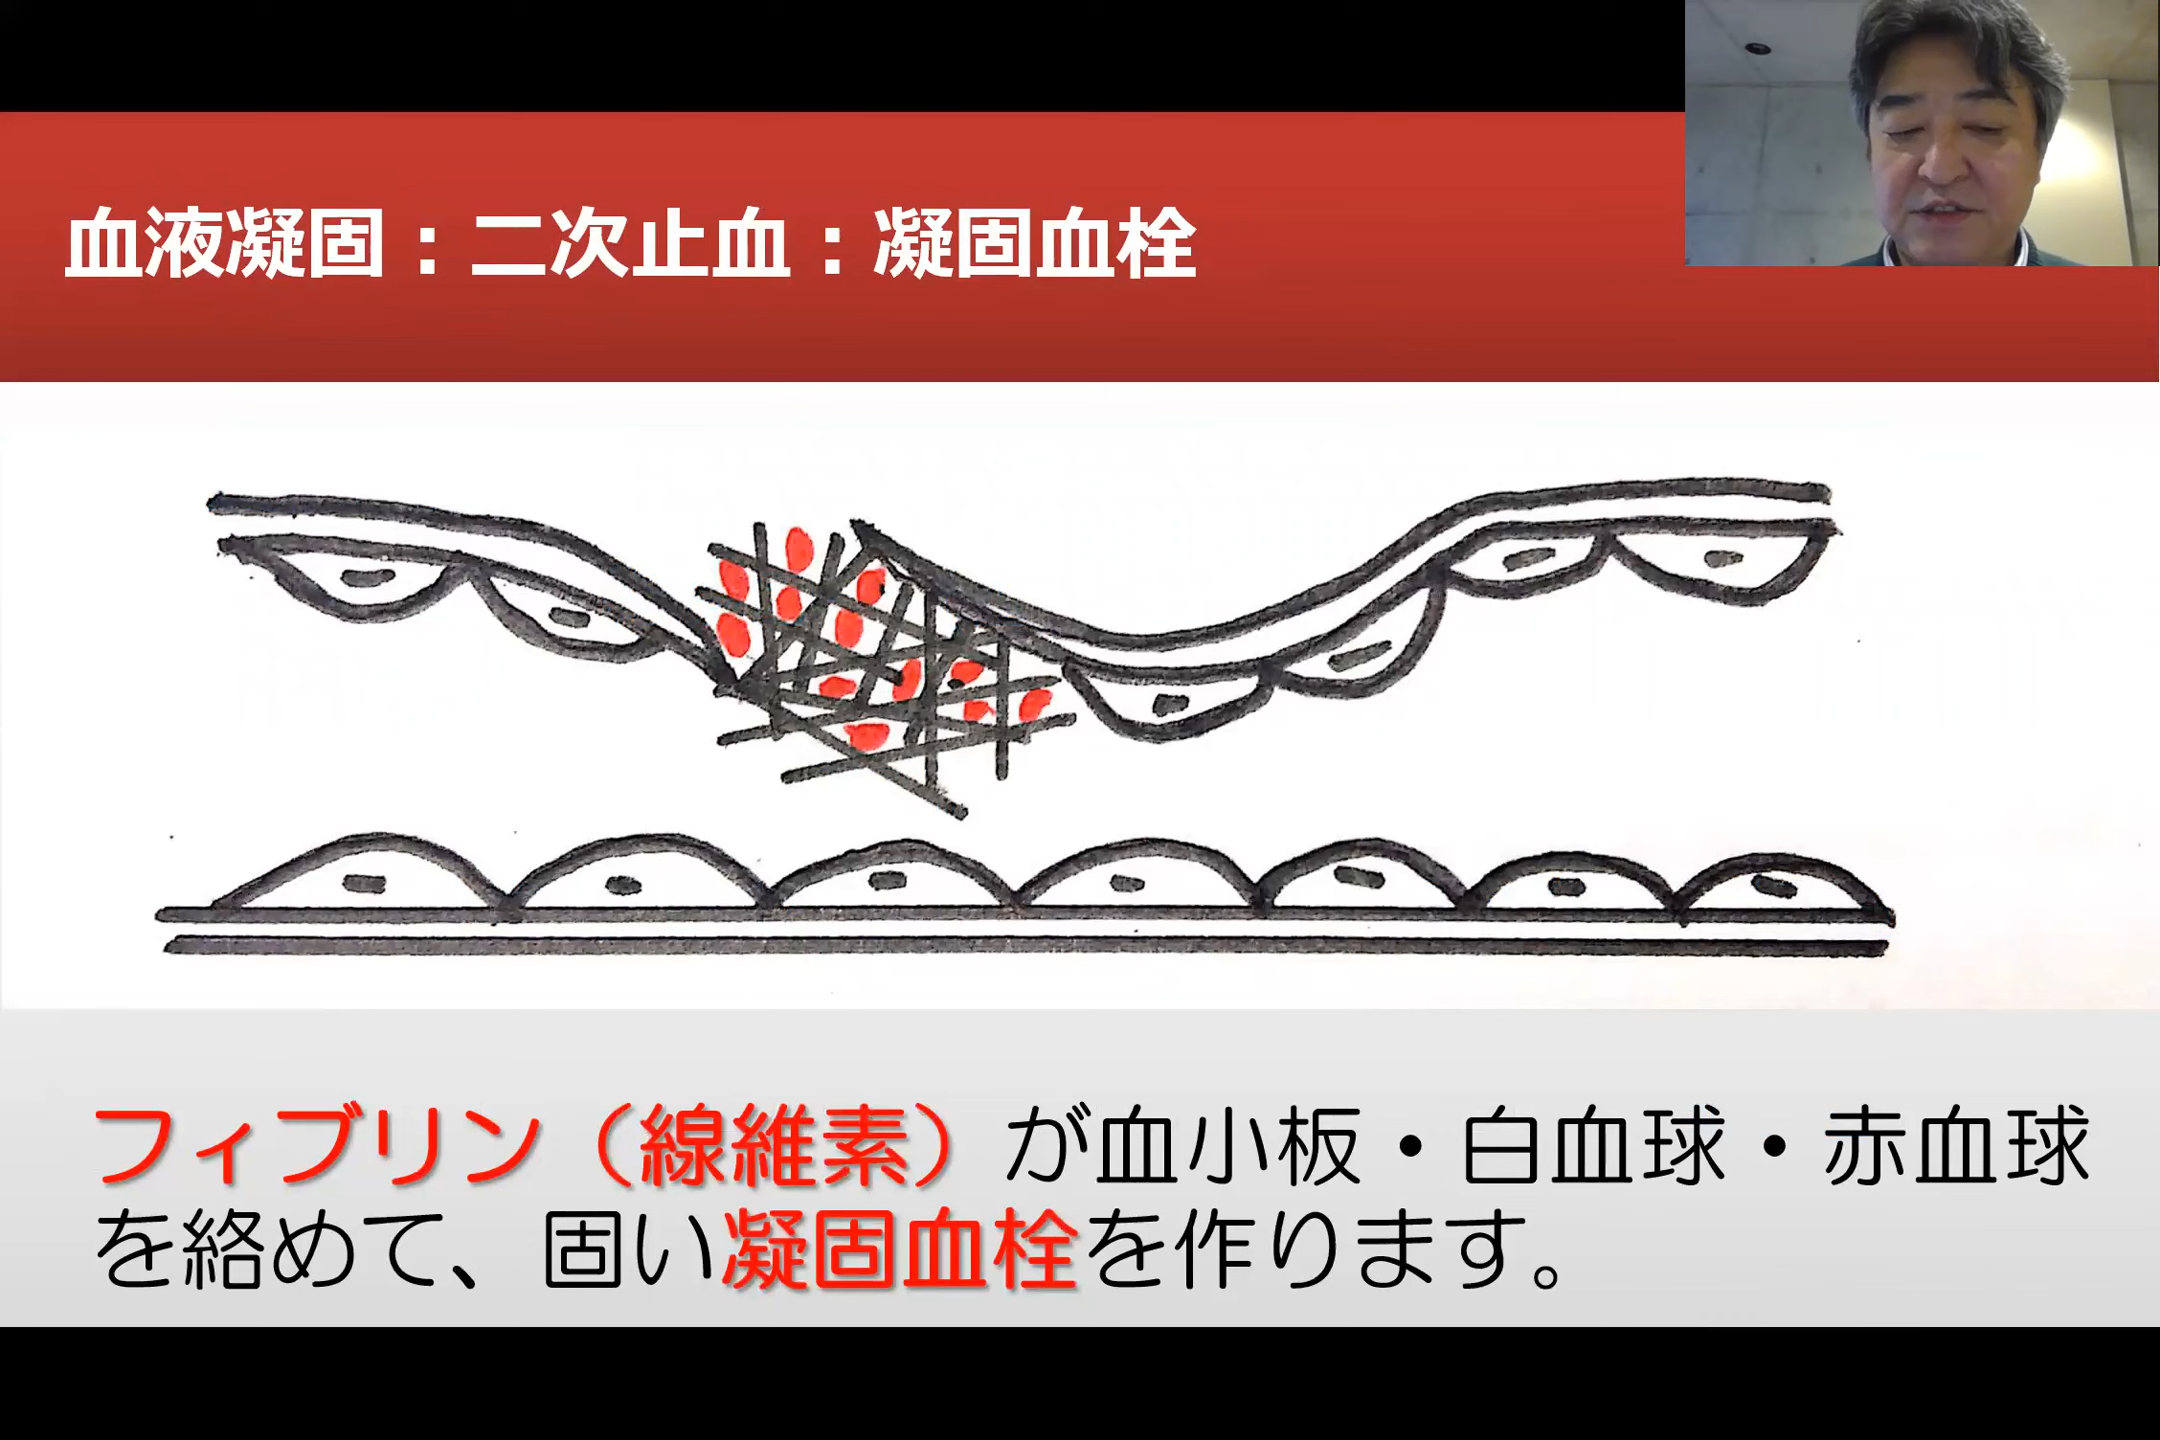 血液凝固：二次止血：凝固血栓
フィブリン（線維素）が血小板・白血球・赤血球
を絡めて、固い凝固血栓を作ります。